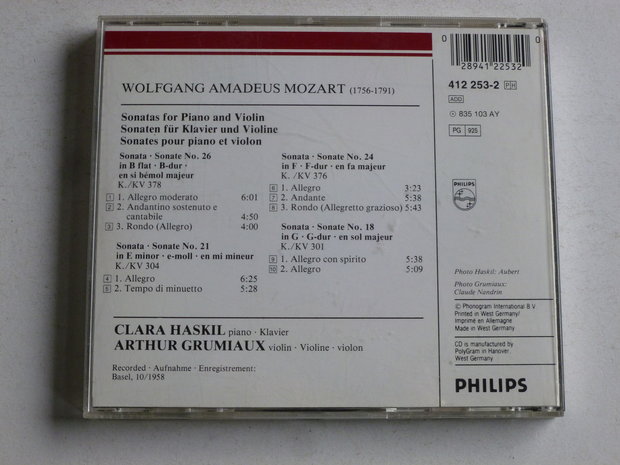 WOLFGANG AMADEUS MOZART (1756-1791)
Sonatas for Piano and Violin
Sonaten für Klavier und Violine
Sonates pour piano et violon
Sonata · Sonate No. 26
in B flat · B-dur ·
en si bémol majeur
K./KV 378
1 1. Allegro moderato 6:01
2 2. Andantino sostenuto e
cantabile 4:50
3 3. Rondo (Allegro) 4:00
Sonata · Sonate No. 21
in E minor · e-moll · en mi mineur
K./KV 304
4 1. Allegro 6:25
5 2. Tempo di minuetto 5:28
Sonata · Sonate No. 24
in F · F-dur · en fa majeur
K./KV 376
6 1. Allegro 3:23
7 2. Andante 5:38
8 3. Rondo (Allegretto grazioso) 5:43
Sonata · Sonate No. 18
in G · G-dur · en sol majeur
K./KV 301
9 1. Allegro con spirito 5:38
10 2. Allegro 5:09
CLARA HASKIL piano · Klavier
ARTHUR GRUMIAUX violin · Violine · violon
Recorded · Aufnahme · Enregistrement:
Basel, 10/1958
0 0
28941 22532
412 253-2 PH
ADD
835 103 AY
PG 925
PHILIPS
Photo Haskil: Aubert
Photo Grumiaux:
Claude Nandrin
© Phonogram International B.V.
Printed in West Germany/
Imprimé en Allemagne
Made in West Germany
CD is manufactured by
PolyGram in Hanover,
West Germany
PHILIPS